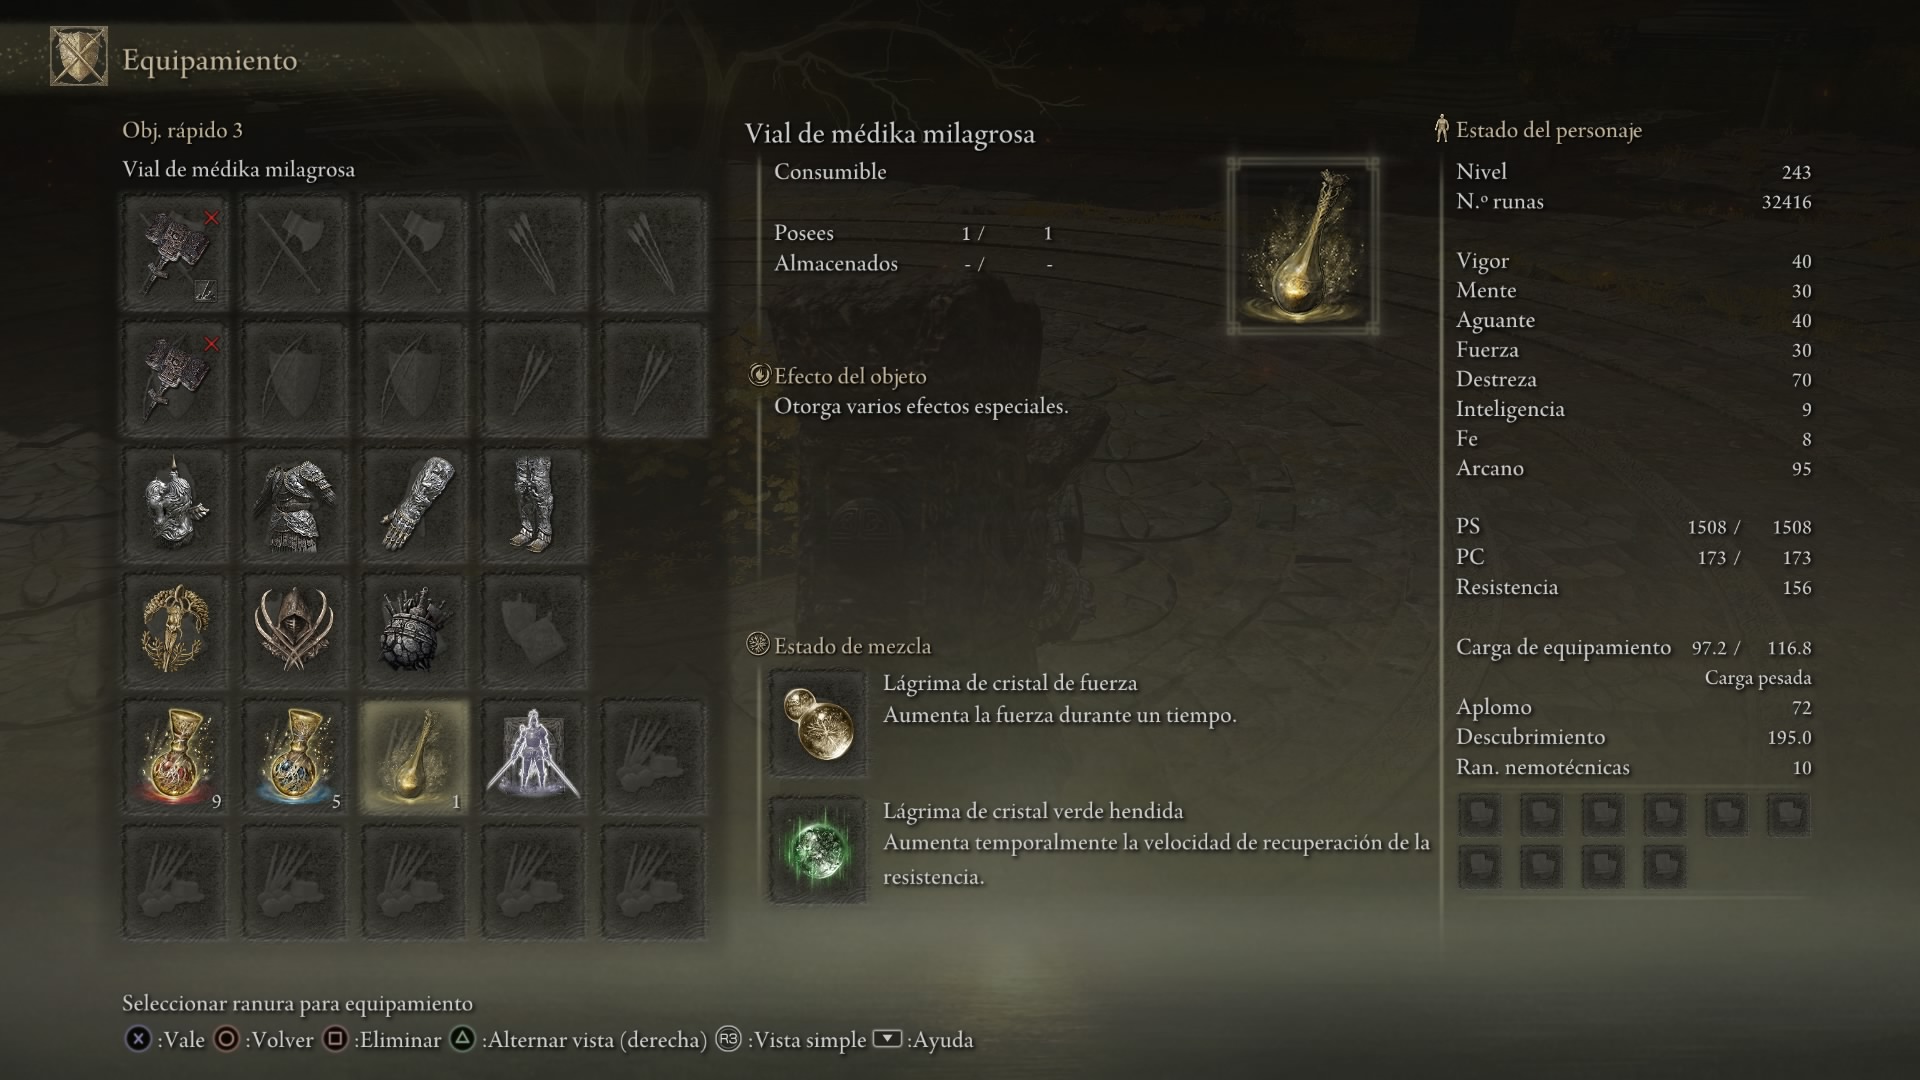 Equipamiento
Obj. rápido 3
Vial de médika milagrosa
9
5
1
Seleccionar ranura para equipamiento
X :Vale :Volver :Eliminar :Alternar vista (derecha) R3 :Vista simple :Ayuda
Vial de médika milagrosa
Consumible
Posees 1 / 1
Almacenados - / -
Efecto del objeto
Otorga varios efectos especiales.
Estado de mezcla
Lágrima de cristal de fuerza
Aumenta la fuerza durante un tiempo.
Lágrima de cristal verde hendida
Aumenta temporalmente la velocidad de recuperación de la
resistencia.
Estado del personaje
Nivel 243
N.º runas 32416
Vigor 40
Mente 30
Aguante 40
Fuerza 30
Destreza 70
Inteligencia 9
Fe 8
Arcano 95
PS 1508 / 1508
PC 173 / 173
Resistencia 156
Carga de equipamiento 97.2 / 116.8
Carga pesada
Aplomo 72
Descubrimiento 195.0
Ran. nemotécnicas 10